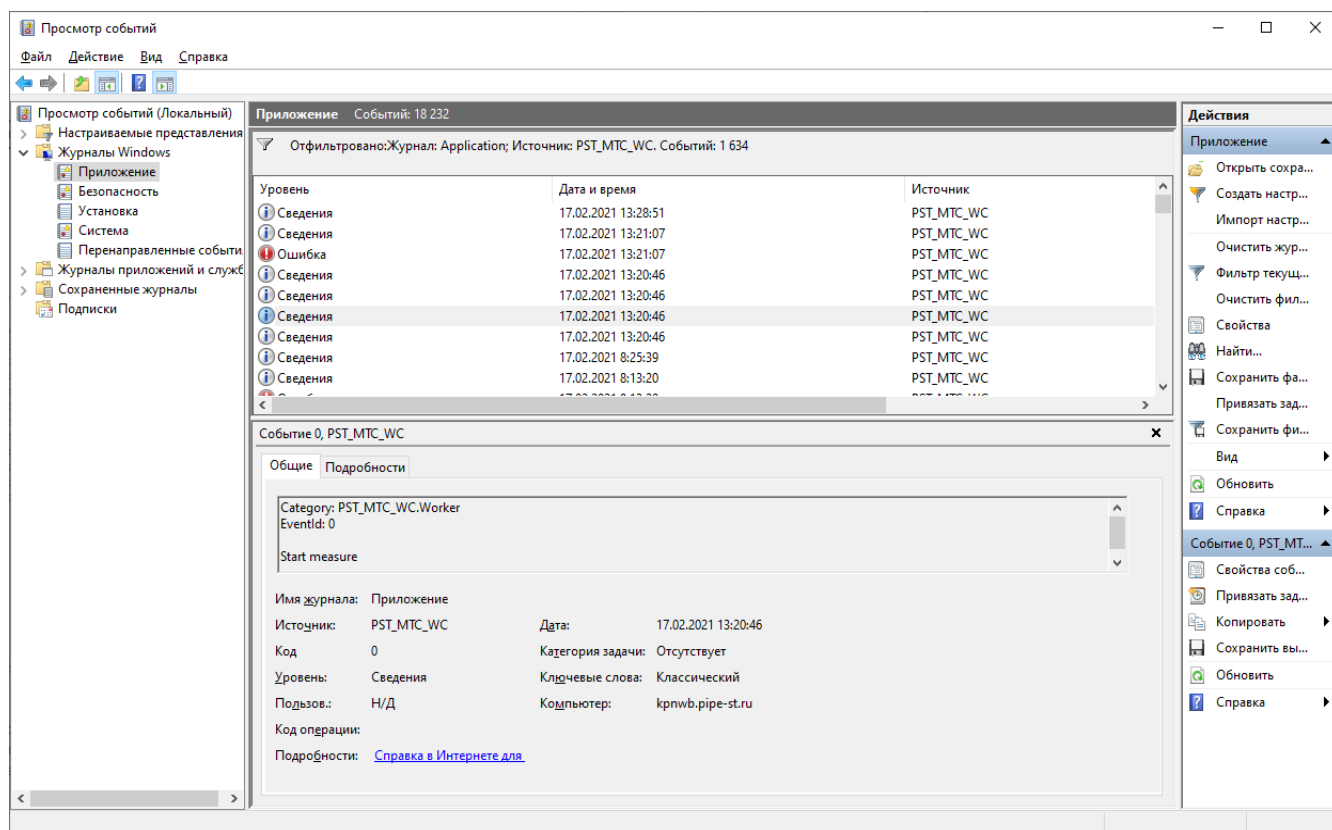 Просмотр событий
Файл Действие Вид Справка
Просмотр событий (Локальный)
Настраиваемые представления
Журналы Windows
Приложение
Безопасность
Установка
Система
Перенаправленные событи
Журналы приложений и служб
Сохраненные журналы
Подписки
Приложение Событий: 18 232
Отфильтровано:Журнал: Application; Источник: PST_MTC_WC. Событий: 1 634
Уровень Дата и время Источник
Сведения 17.02.2021 13:28:51 PST_MTC_WC
Сведения 17.02.2021 13:21:07 PST_MTC_WC
Ошибка 17.02.2021 13:21:07 PST_MTC_WC
Сведения 17.02.2021 13:20:46 PST_MTC_WC
Сведения 17.02.2021 13:20:46 PST_MTC_WC
Сведения 17.02.2021 13:20:46 PST_MTC_WC
Сведения 17.02.2021 13:20:46 PST_MTC_WC
Сведения 17.02.2021 8:25:39 PST_MTC_WC
Сведения 17.02.2021 8:13:20 PST_MTC_WC
Событие 0, PST_MTC_WC
Общие Подробности
Category: PST_MTC_WC.Worker
EventId: 0
Start measure
Имя журнала: Приложение
Источник: PST_MTC_WC Дата: 17.02.2021 13:20:46
Код 0 Категория задачи: Отсутствует
Уровень: Сведения Ключевые слова: Классический
Пользов.: Н/Д Компьютер: kpnwb.pipe-st.ru
Код операции:
Подробности: Справка в Интернете для
Действия
Приложение
Открыть сохра...
Создать настр...
Импорт настр...
Очистить жур...
Фильтр текущ...
Очистить фил...
Свойства
Найти...
Сохранить фа...
Привязать зад...
Сохранить фи...
Вид
Обновить
Справка
Событие 0, PST_MT...
Свойства соб...
Привязать зад...
Копировать
Сохранить вы...
Обновить
Справка